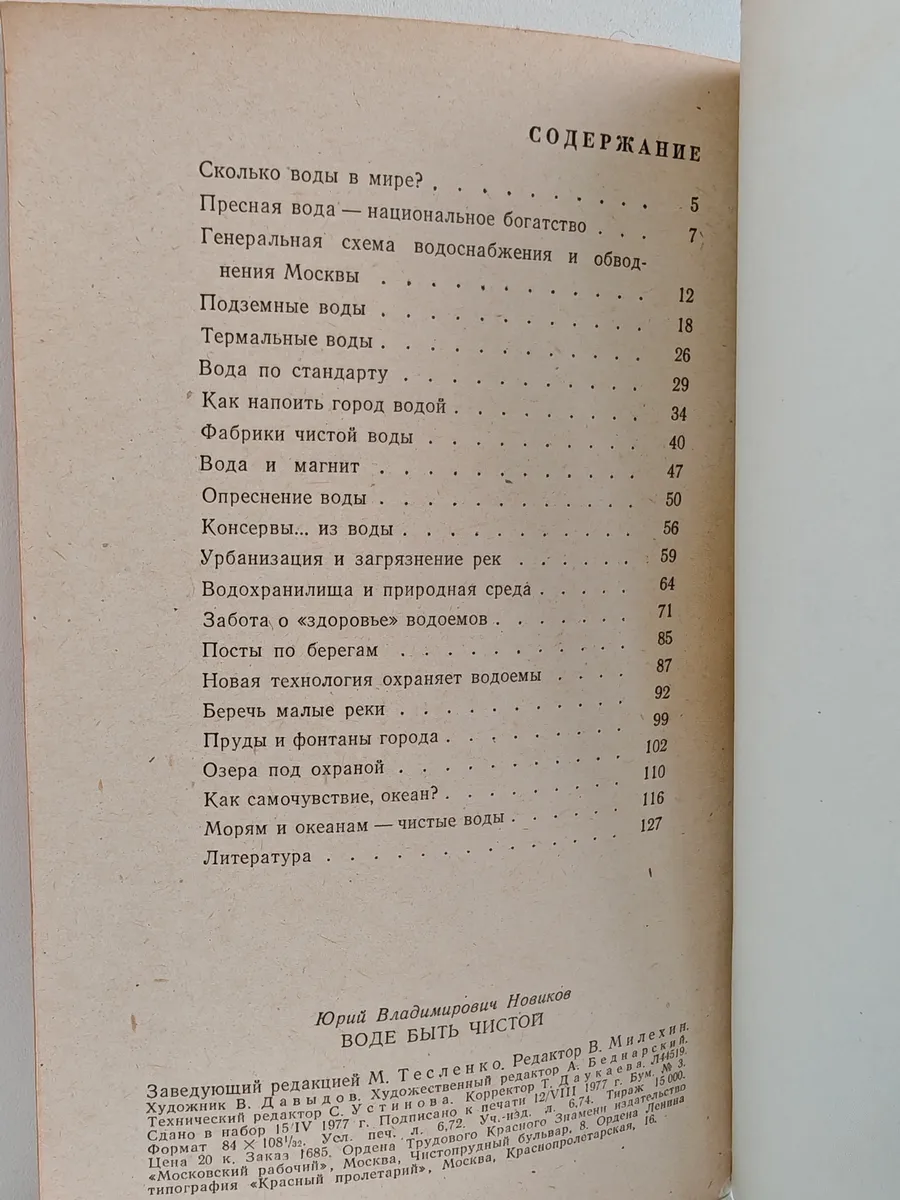 СОДЕРЖАНИЕ
Сколько воды в мире? . . . . . . . . 5
Пресная вода — национальное богатство . . . 7
Генеральная схема водоснабжения и обвод-
нения Москвы . . . . . . . . . . . 12
Подземные воды . . . . . . . . . . . 18
Термальные воды . . . . . . . . . . . 26
Вода по стандарту . . . . . . . . . . 29
Как напоить город водой . . . . . . . . 34
Фабрики чистой воды . . . . . . . . . 40
Вода и магнит . . . . . . . . . . . 47
Опреснение воды . . . . . . . . . . . 50
Консервы... из воды . . . . . . . . . . 56
Урбанизация и загрязнение рек . . . . . . 59
Водохранилища и природная среда . . . . . 64
Забота о «здоровье» водоемов . . . . . . . 71
Посты по берегам . . . . . . . . . . 85
Новая технология охраняет водоемы . . . . 87
Беречь малые реки . . . . . . . . . . 92
Пруды и фонтаны города . . . . . . . . 99
Озера под охраной . . . . . . . . . . 102
Как самочувствие, океан? . . . . . . . . 110
Морям и океанам — чистые воды . . . . . 116
Литература . . . . . . . . . . . . 127
Юрий Владимирович Новиков
ВОДЕ БЫТЬ ЧИСТОЙ
Заведующий редакцией М. Тесленко. Редактор В. Милехин.
Художник В. Давыдов. Художественный редактор А. Беднарский.
Технический редактор С. Устинова. Корректор Т. Даукаева.
Сдано в набор 15/IV 1977 г. Подписано к печати 12/VIII 1977 г. Л44519.
Формат 84 × 108¹/₃₂. Усл. печ. л. 6,72. Уч.-изд. л. 6,74. Тираж 15 000. Бум. № 3.
Цена 20 к. Заказ 1685. Ордена Трудового Красного Знамени издательство
«Московский рабочий», Москва, Чистопрудный бульвар, 8. Ордена Ленина
типография «Красный пролетарий», Москва, Краснопролетарская, 16.